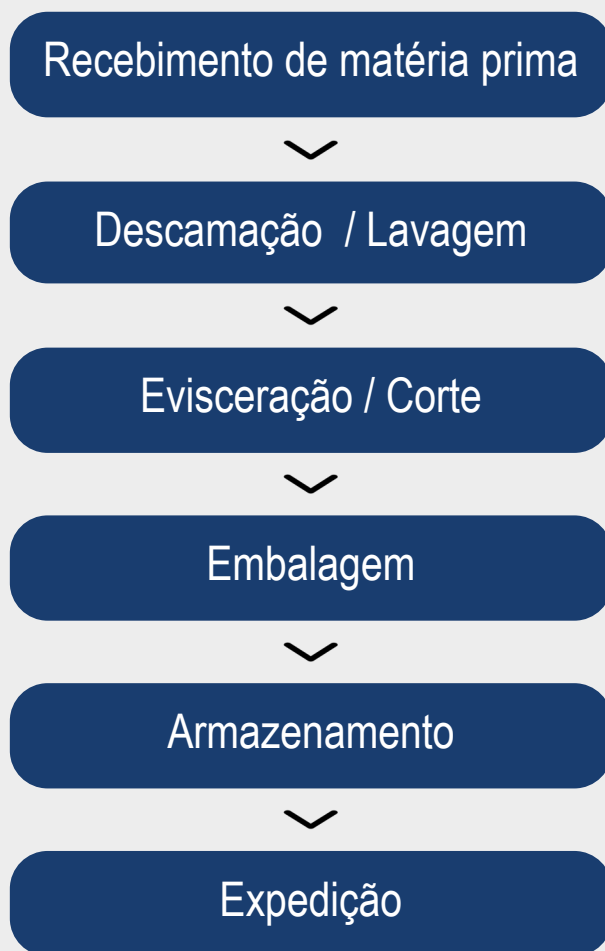 Recebimento de matéria prima
Descamação / Lavagem
Evisceração / Corte
Embalagem
Armazenamento
Expedição